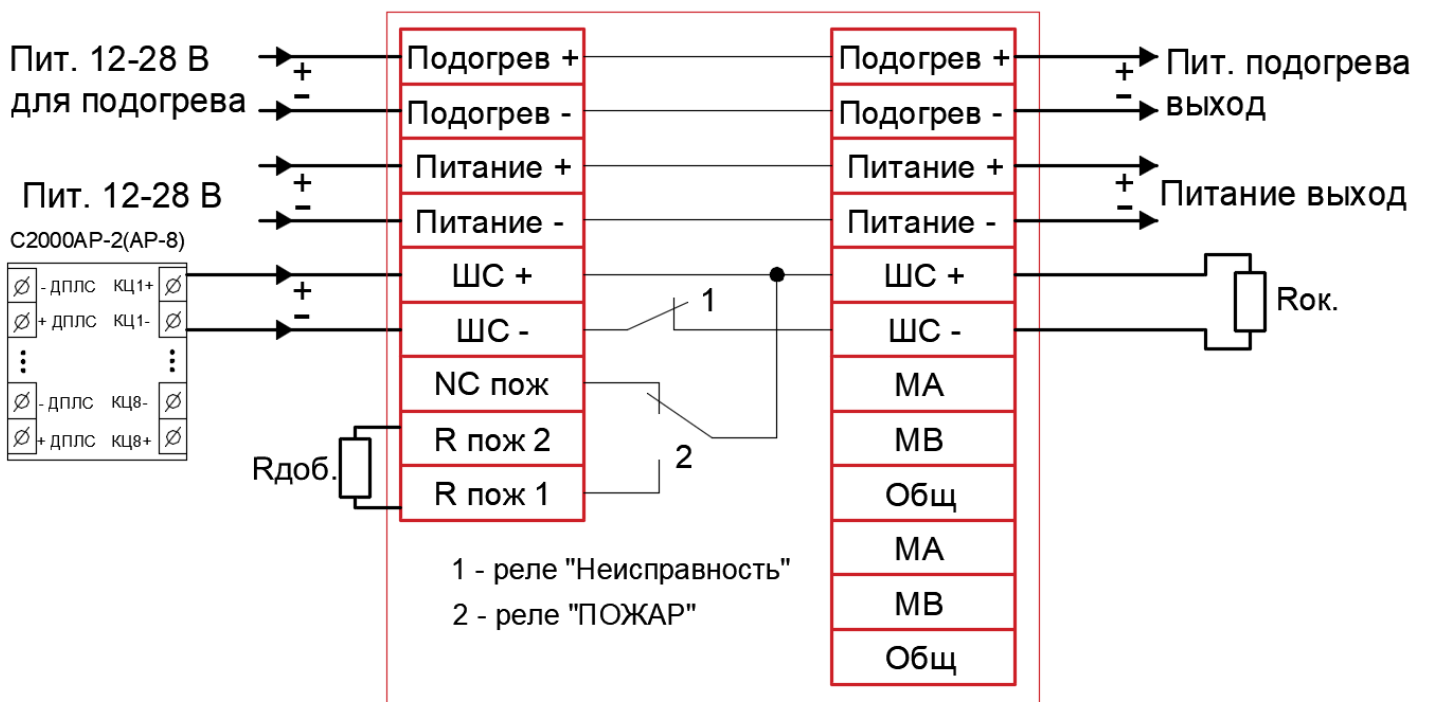 Пит. 12-28 В
для подогрева
+
-
Пит. 12-28 В
+
-
С2000АР-2(АР-8)
- ДПЛС КЦ1+
+ ДПЛС КЦ1-
- ДПЛС КЦ8-
+ ДПЛС КЦ8+
+
-
Rдоб.
Подогрев +
Подогрев -
Питание +
Питание -
ШС +
ШС -
NC пож
R пож 2
R пож 1
1
2
1 - реле "Неисправность"
2 - реле "ПОЖАР"
Подогрев +
Подогрев -
Питание +
Питание -
ШС +
ШС -
МА
МВ
Общ
МА
МВ
Общ
+
-
Пит. подогрева
выход
+
-
Питание выход
Rок.